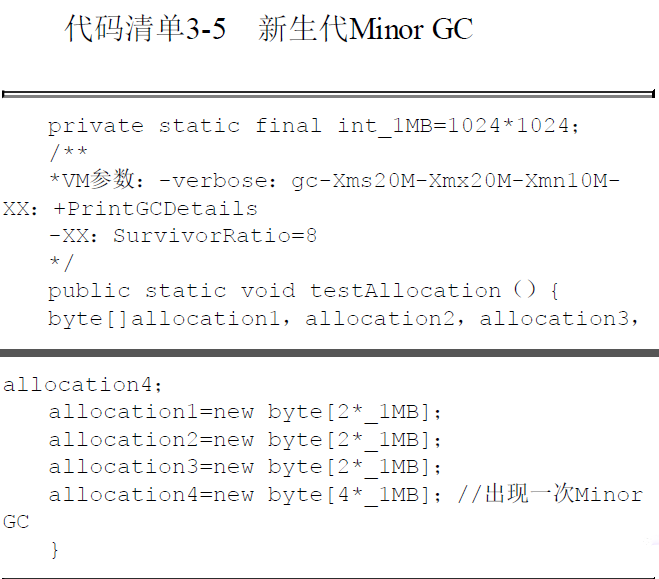 代码清单3-5 新生代Minor GC
private static final int_1MB=1024*1024；
/**
*VM参数：-verbose：gc-Xms20M-Xmx20M-Xmn10M-
XX：+PrintGCDetails
-XX：SurvivorRatio=8
*/
public static void testAllocation（）{
byte[]allocation1，allocation2，allocation3，
allocation4；
allocation1=new byte[2*_1MB]；
allocation2=new byte[2*_1MB]；
allocation3=new byte[2*_1MB]；
allocation4=new byte[4*_1MB]；//出现一次Minor
GC
}